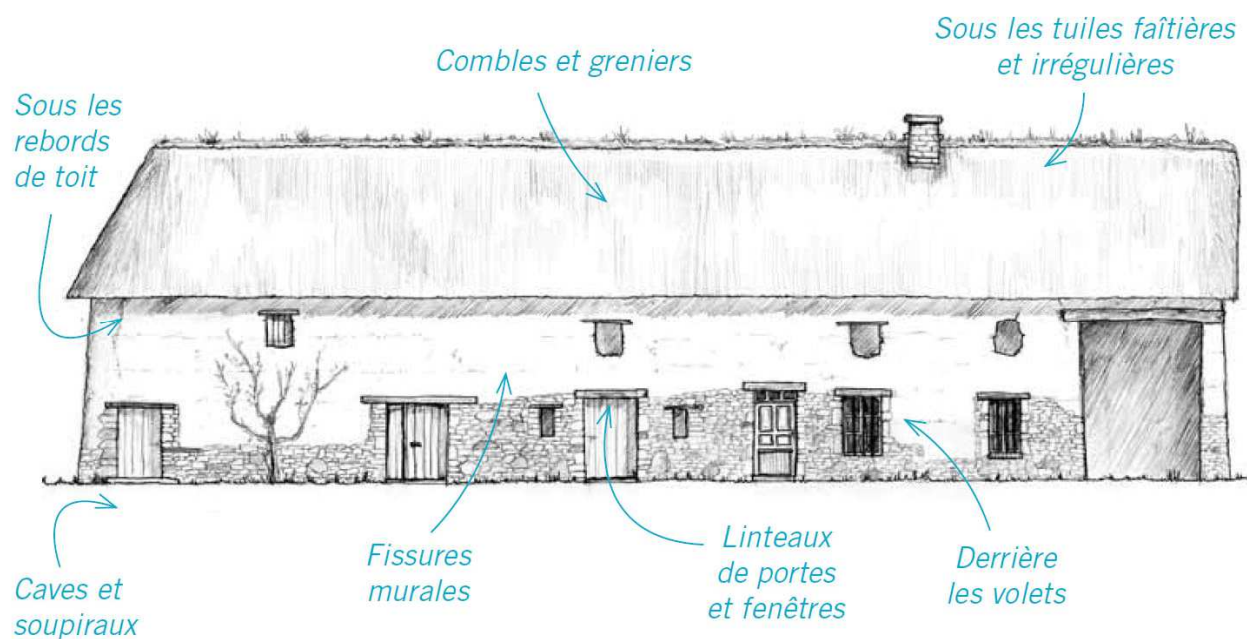 Sous les tuiles faîtières
et irrégulières
Combles et greniers
Sous les
rebords
de toit
Fissures
murales
Linteaux
de portes
et fenêtres
Derrière
les volets
Caves et
soupiraux